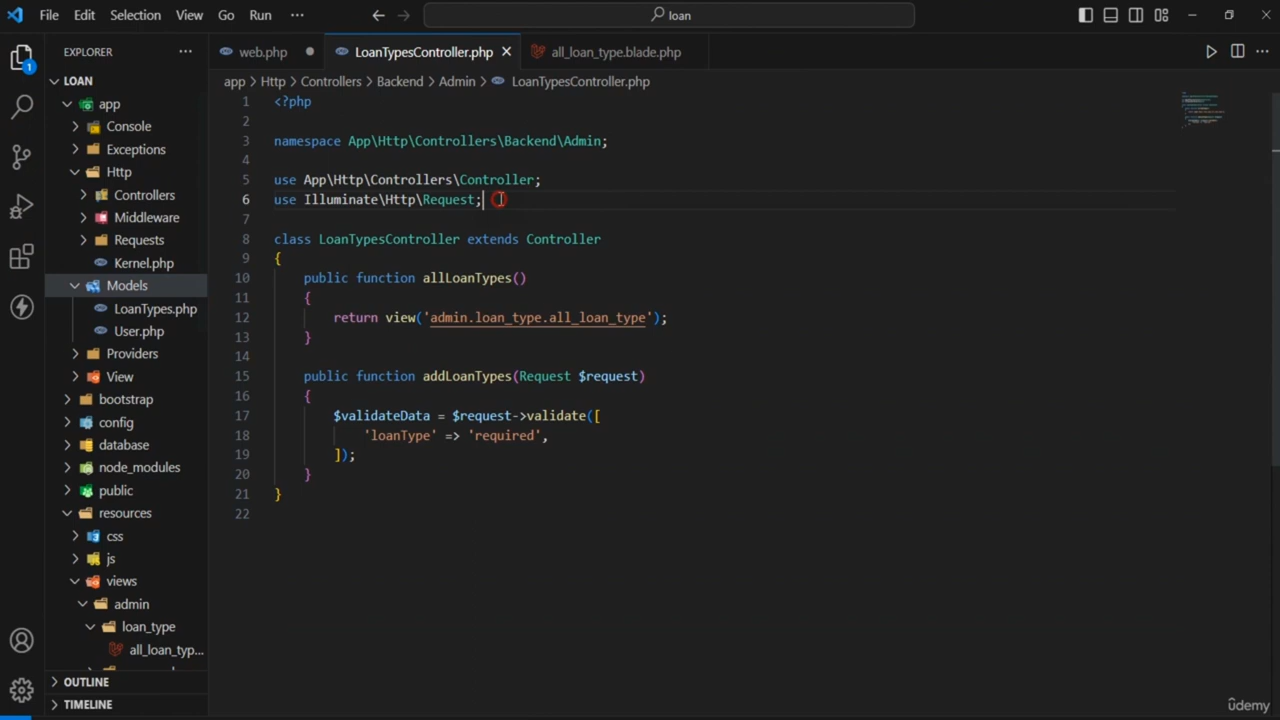 File Edit Selection View Go Run ··· loan
EXPLORER ···
web.php LoanTypesController.php all_loan_type.blade.php
LOAN
app > Http > Controllers > Backend > Admin > LoanTypesController.php
app
Console
Exceptions
Http
Controllers
Middleware
Requests
Kernel.php
Models
LoanTypes.php
User.php
Providers
View
bootstrap
config
database
node_modules
public
resources
css
js
views
admin
loan_type
all_loan_typ...
OUTLINE
TIMELINE
1
1 <?php
2
3 namespace App\Http\Controllers\Backend\Admin;
4
5 use App\Http\Controllers\Controller;
6 use Illuminate\Http\Request;
7
8 class LoanTypesController extends Controller
9 {
10 public function allLoanTypes()
11 {
12 return view('admin.loan_type.all_loan_type');
13 }
14
15 public function addLoanTypes(Request $request)
16 {
17 $validateData = $request->validate([
18 'loanType' => 'required',
19 ]);
20 }
21 }
22
ûdemy